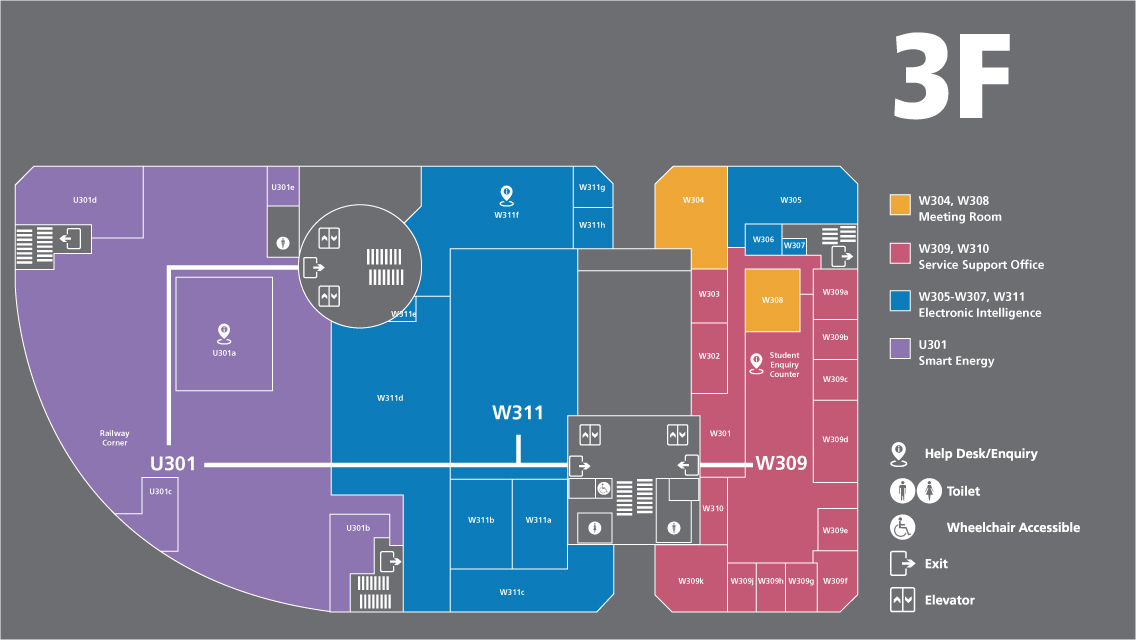 3F
U301d
U301e
W311f
W311g
W311h
W304
W305
W306
W307
W303
W308
W309a
W311e
U301a
W302
Student
Enquiry
Counter
W309b
W309c
W311d
W311
W301
W309d
Railway
Corner
U301
W309
U301c
U301b
W311b
W311a
W310
W309e
W311c
W309k
W309j
W309h
W309g
W309f
W304, W308
Meeting Room
W309, W310
Service Support Office
W305-W307, W311
Electronic Intelligence
U301
Smart Energy
Help Desk/Enquiry
Toilet
Wheelchair Accessible
Exit
Elevator